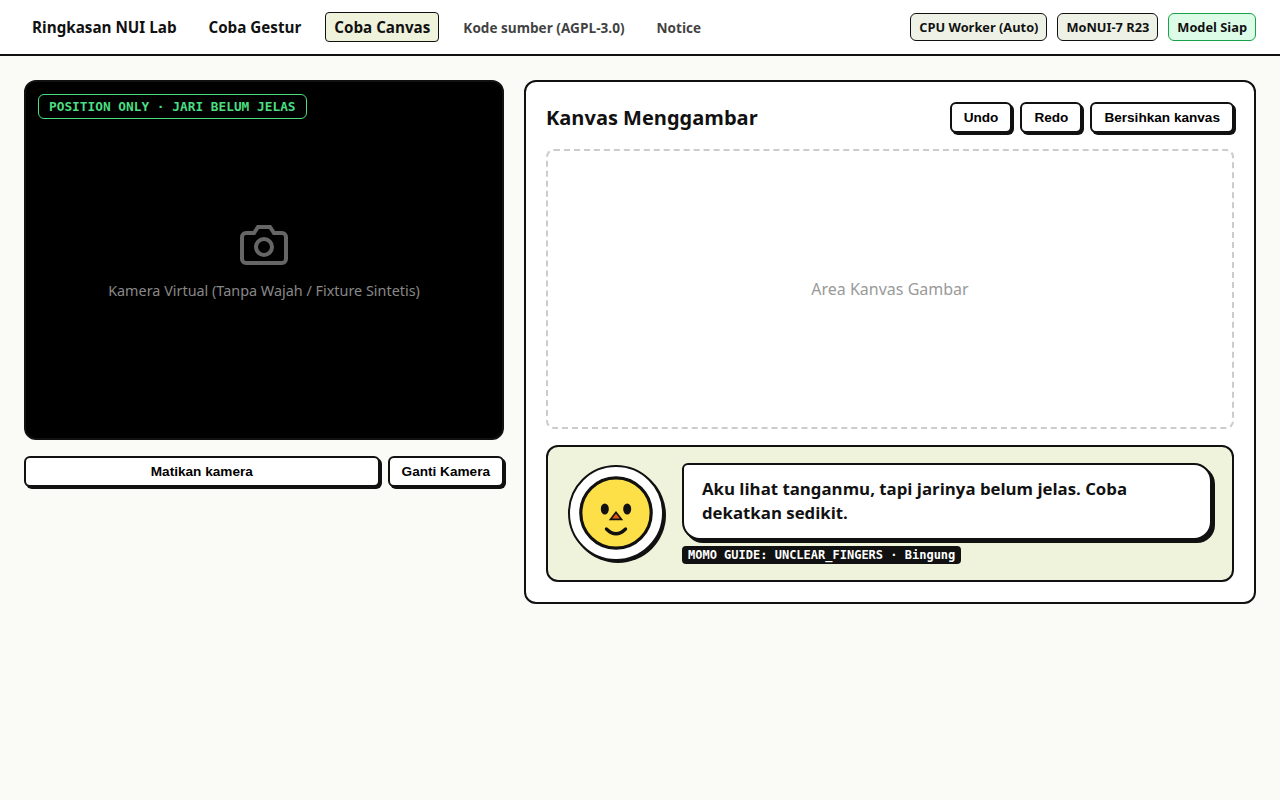 Ringkasan NUI Lab
Coba Gestur
Coba Canvas
Kode sumber (AGPL-3.0)
Notice
CPU Worker (Auto)
MoNUI-7 R23
Model Siap
POSITION ONLY · JARI BELUM JELAS
Kamera Virtual (Tanpa Wajah / Fixture Sintetis)
Matikan kamera
Ganti Kamera
Kanvas Menggambar
Undo
Redo
Bersihkan kanvas
Area Kanvas Gambar
Aku lihat tanganmu, tapi jarinya belum jelas. Coba
dekatkan sedikit.
MOMO GUIDE: UNCLEAR_FINGERS · Bingung